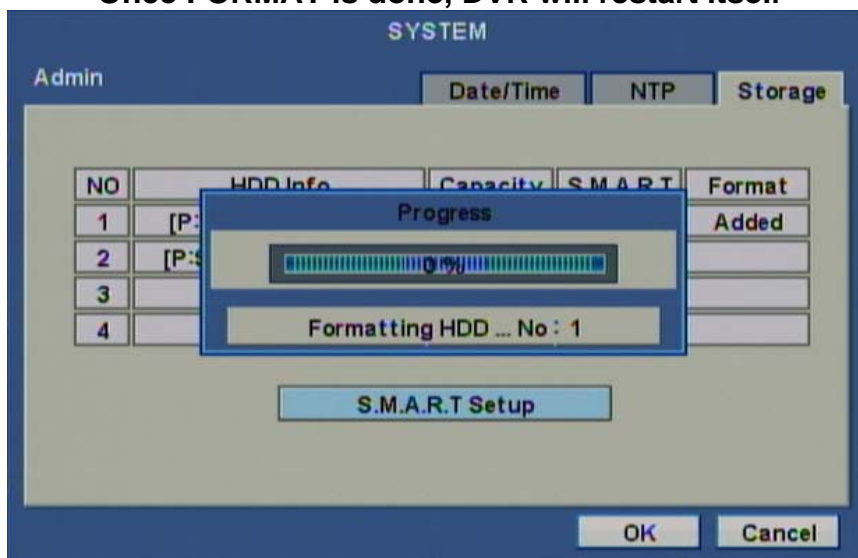 Once FORMAT is done, DVR will restart itself
SYSTEM
Admin
Date/Time NTP Storage
NO HDD Info Capacity S.M.A.R.T Format
1 [P: Added
2 [P:
3
4
Progress
0 %
Formatting HDD ... No : 1
S.M.A.R.T Setup
OK Cancel